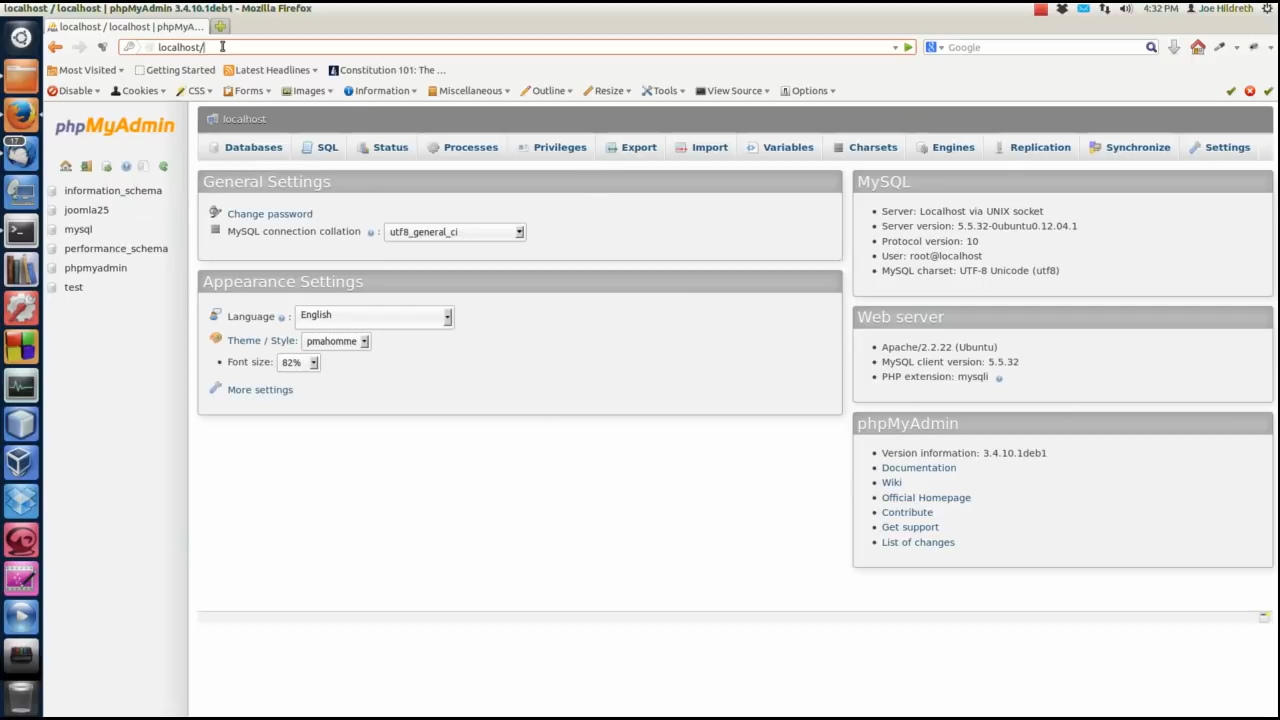 localhost / localhost | phpMyAdmin 3.4.10.1deb1 - Mozilla Firefox
4:32 PM Joe Hildreth
localhost / localhost | phpMyA...
localhost/
Google
Most Visited Getting Started Latest Headlines Constitution 101: The ...
Disable Cookies CSS Forms Images Information Miscellaneous Outline Resize Tools View Source Options
phpMyAdmin
localhost
Databases SQL Status Processes Privileges Export Import Variables Charsets Engines Replication Synchronize Settings
17
information_schema
joomla25
mysql
performance_schema
phpmyadmin
test
General Settings
Change password
MySQL connection collation : utf8_general_ci
Appearance Settings
Language : English
Theme / Style: pmahomme
• Font size: 82%
More settings
MySQL
• Server: Localhost via UNIX socket
• Server version: 5.5.32-0ubuntu0.12.04.1
• Protocol version: 10
• User: root@localhost
• MySQL charset: UTF-8 Unicode (utf8)
Web server
• Apache/2.2.22 (Ubuntu)
• MySQL client version: 5.5.32
• PHP extension: mysqli
phpMyAdmin
• Version information: 3.4.10.1deb1
• Documentation
• Wiki
• Official Homepage
• Contribute
• Get support
• List of changes